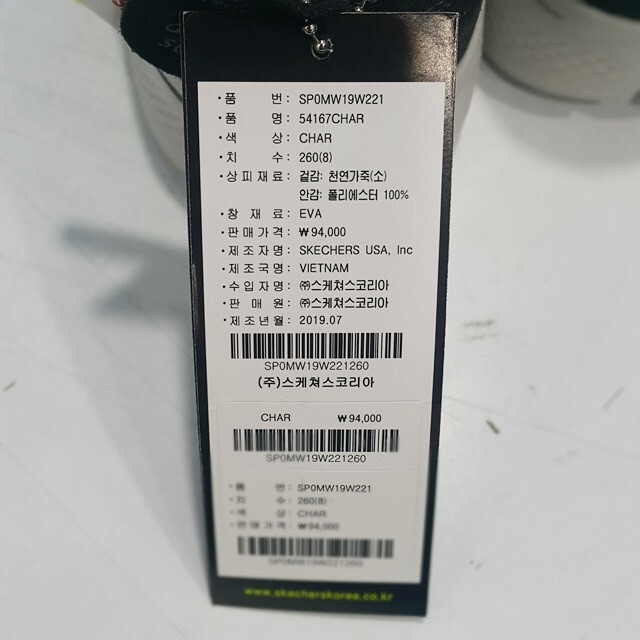 ·품 번: SP0MW19W221
·품 명: 54167CHAR
·색 상: CHAR
·치 수: 260(8)
·상피재료: 겉감: 천연가죽(소)
안감: 폴리에스터 100%
·창 재료: EVA
·판매가격: ₩94,000
·제조자명: SKECHERS USA, Inc
·제조국명: VIETNAM
·수입자명: ㈜스케쳐스코리아
·판 매 원: ㈜스케쳐스코리아
·제조년월: 2019.07
SP0MW19W221260
(주)스케쳐스코리아
CHAR ₩94,000
SP0MW19W221260
·품 번: SP0MW19W221
·치 수: 260(8)
·색 상: CHAR
·판매가격: ₩94,000
SP0MW19W221260
www.skecherskorea.co.kr